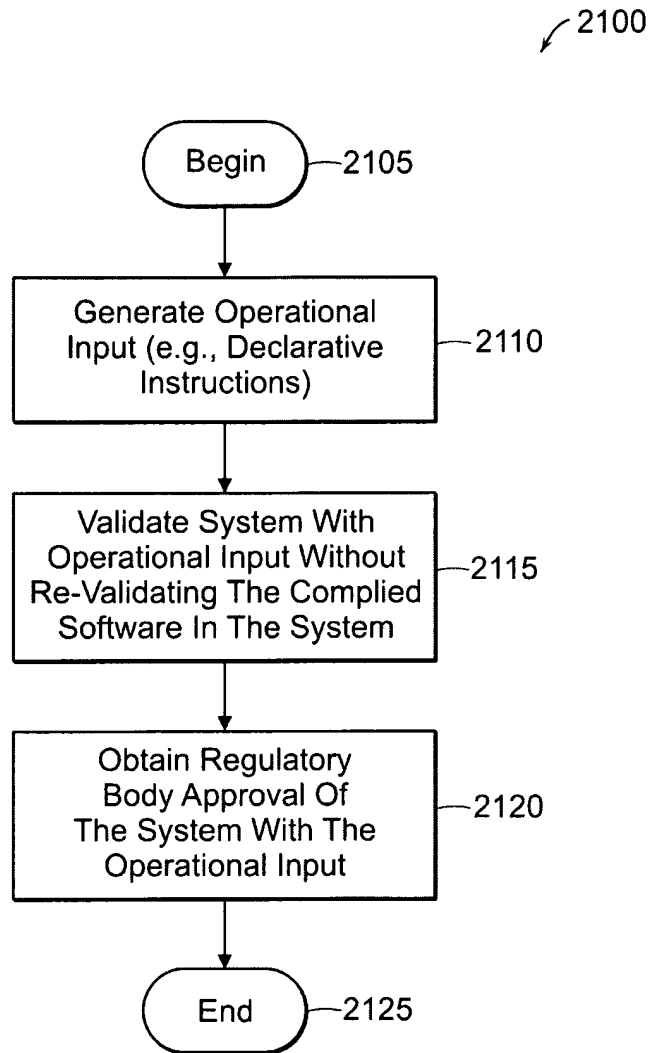 2100
Begin
2105
Generate Operational
Input (e.g., Declarative
Instructions)
2110
Validate System With
Operational Input Without
Re-Validating The Complied
Software In The System
2115
Obtain Regulatory
Body Approval Of
The System With The
Operational Input
2120
End
2125